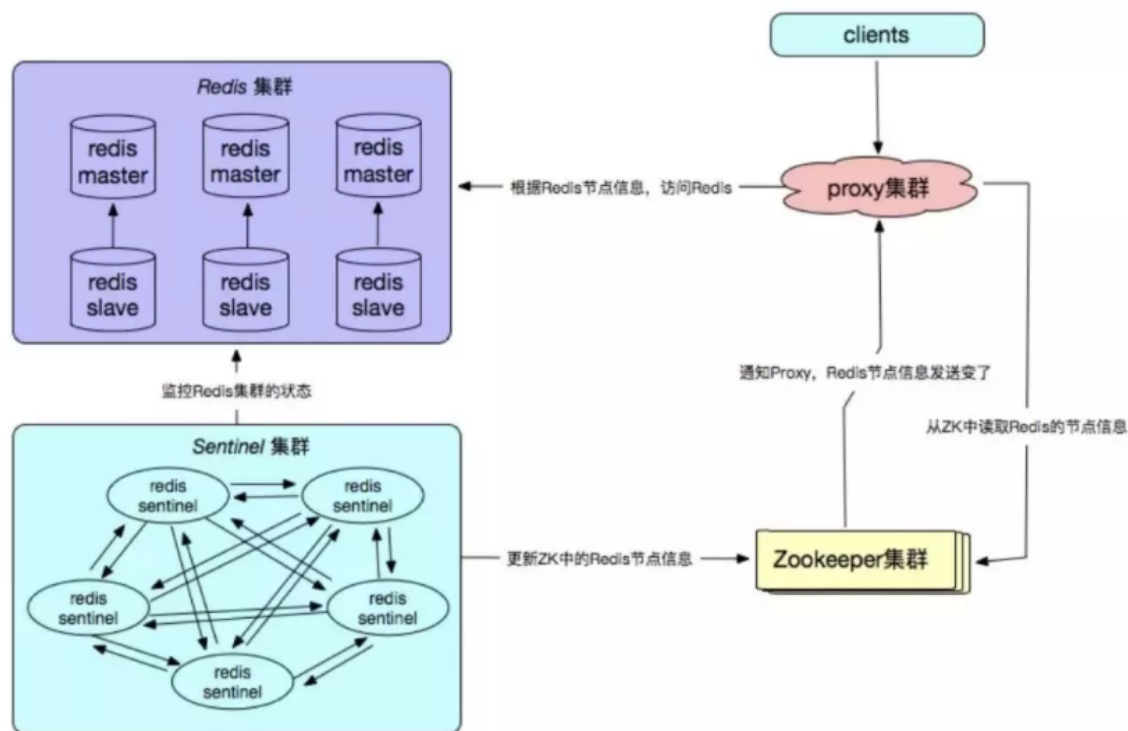 clients
Redis 集群
redis
master
redis
master
redis
master
根据Redis节点信息，访问Redis
proxy集群
redis
slave
redis
slave
redis
slave
监控Redis集群的状态
通知Proxy，Redis节点信息发送变了
从ZK中读取Redis的节点信息
Sentinel 集群
redis
sentinel
redis
sentinel
更新ZK中的Redis节点信息
Zookeeper集群
redis
sentinel
redis
sentinel
redis
sentinel